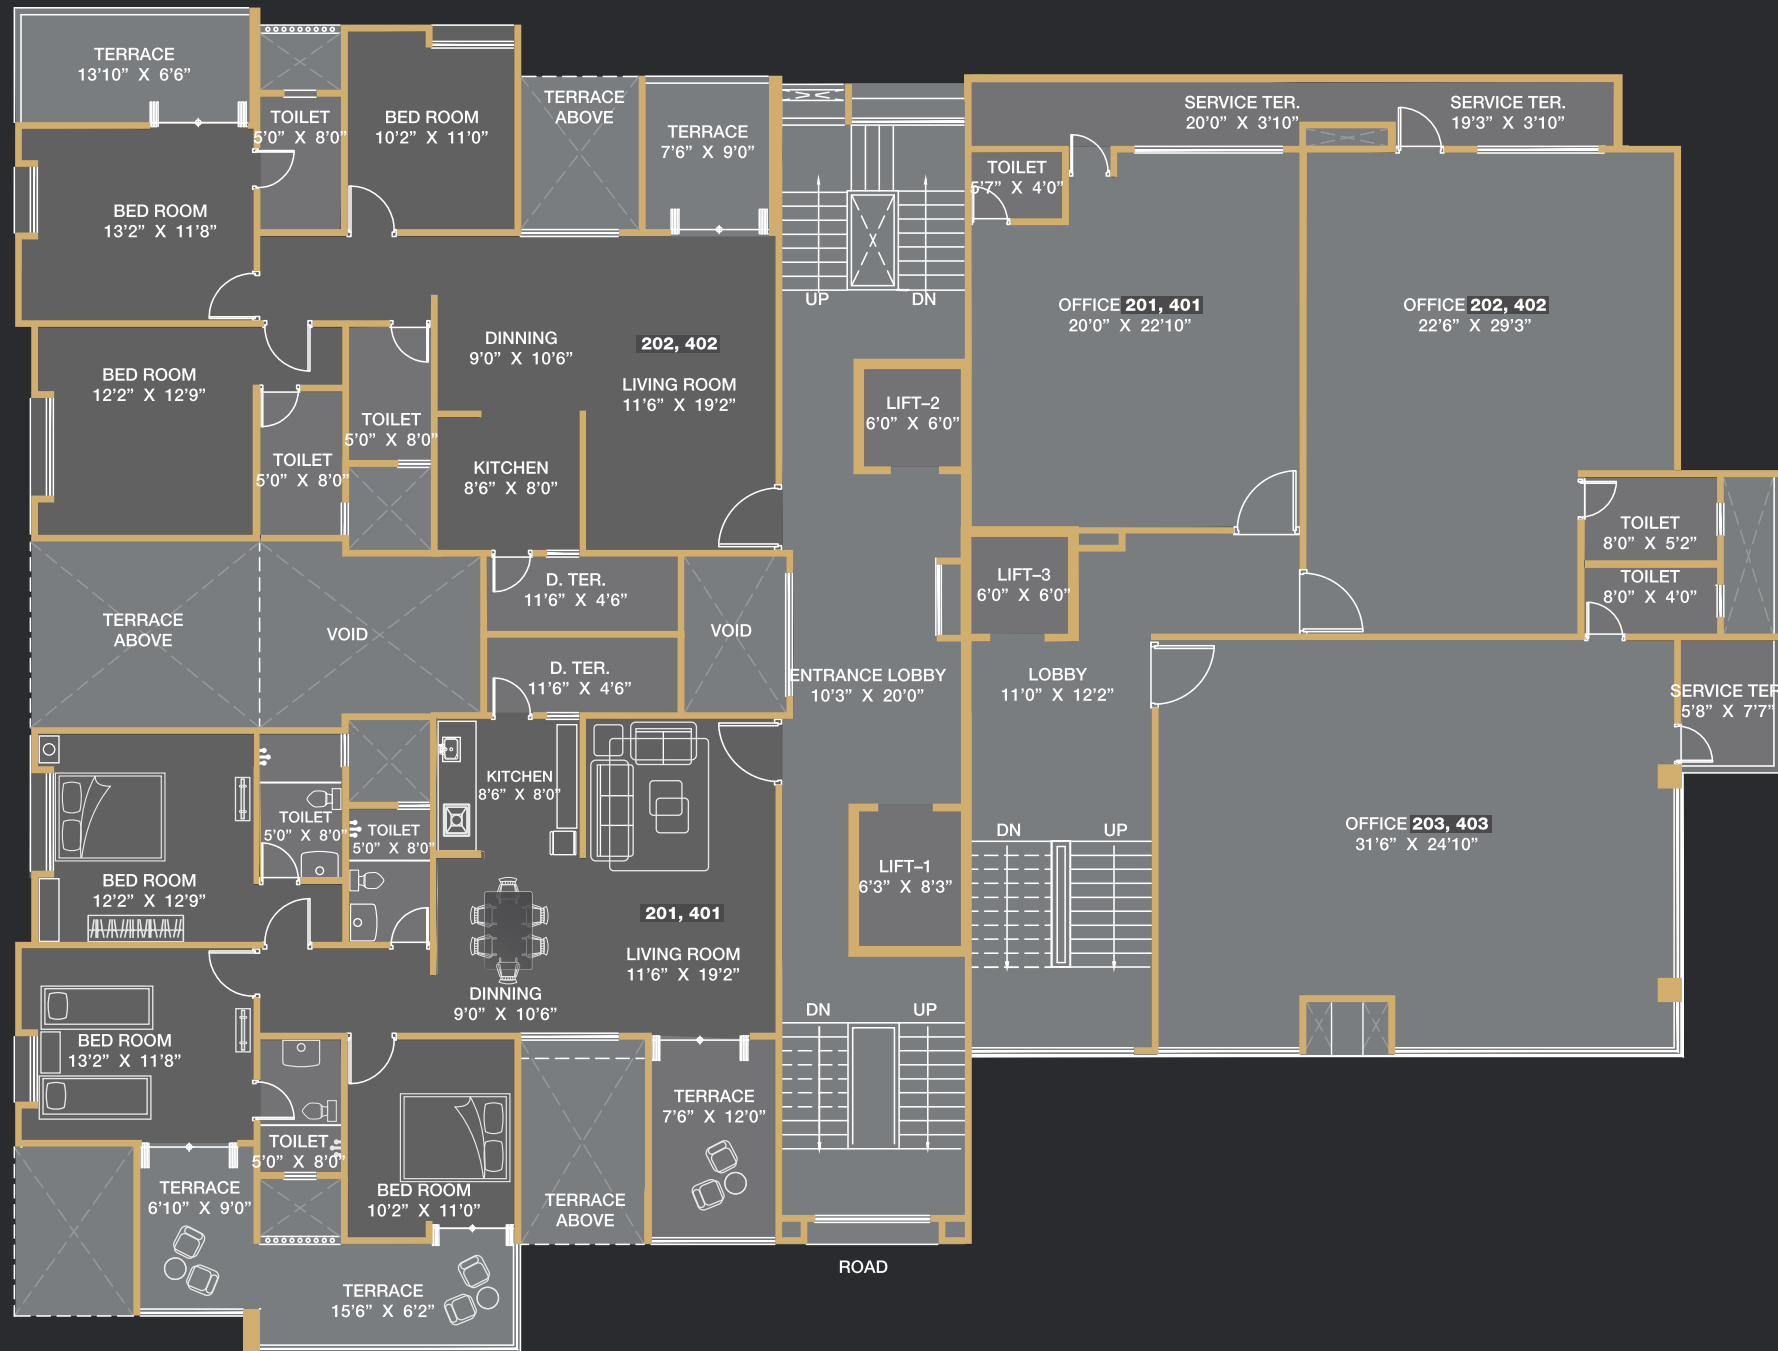 TERRACE
13'10" X 6'6"
TOILET
5'0" X 8'0"
BED ROOM
10'2" X 11'0"
TERRACE
ABOVE
TERRACE
7'6" X 9'0"
SERVICE TER.
20'0" X 3'10"
SERVICE TER.
19'3" X 3'10"
TOILET
5'7" X 4'0"
BED ROOM
13'2" X 11'8"
UP
DN
OFFICE 201, 401
20'0" X 22'10"
OFFICE 202, 402
22'6" X 29'3"
DINNING
9'0" X 10'6"
202, 402
LIVING ROOM
11'6" X 19'2"
BED ROOM
12'2" X 12'9"
TOILET
5'0" X 8'0"
LIFT-2
6'0" X 6'0"
TOILET
5'0" X 8'0"
KITCHEN
8'6" X 8'0"
TOILET
8'0" X 5'2"
TOILET
8'0" X 4'0"
D. TER.
11'6" X 4'6"
LIFT-3
6'0" X 6'0"
TERRACE
ABOVE
VOID
VOID
D. TER.
11'6" X 4'6"
ENTRANCE LOBBY
10'3" X 20'0"
LOBBY
11'0" X 12'2"
SERVICE TER
5'8" X 7'7"
KITCHEN
8'6" X 8'0"
TOILET
5'0" X 8'0"
TOILET
5'0" X 8'0"
DN
UP
OFFICE 203, 403
31'6" X 24'10"
LIFT-1
6'3" X 8'3"
BED ROOM
12'2" X 12'9"
201, 401
LIVING ROOM
11'6" X 19'2"
DINNING
9'0" X 10'6"
DN
UP
BED ROOM
13'2" X 11'8"
TERRACE
7'6" X 12'0"
TOILET
5'0" X 8'0"
TERRACE
6'10" X 9'0"
BED ROOM
10'2" X 11'0"
TERRACE
ABOVE
ROAD
TERRACE
15'6" X 6'2"